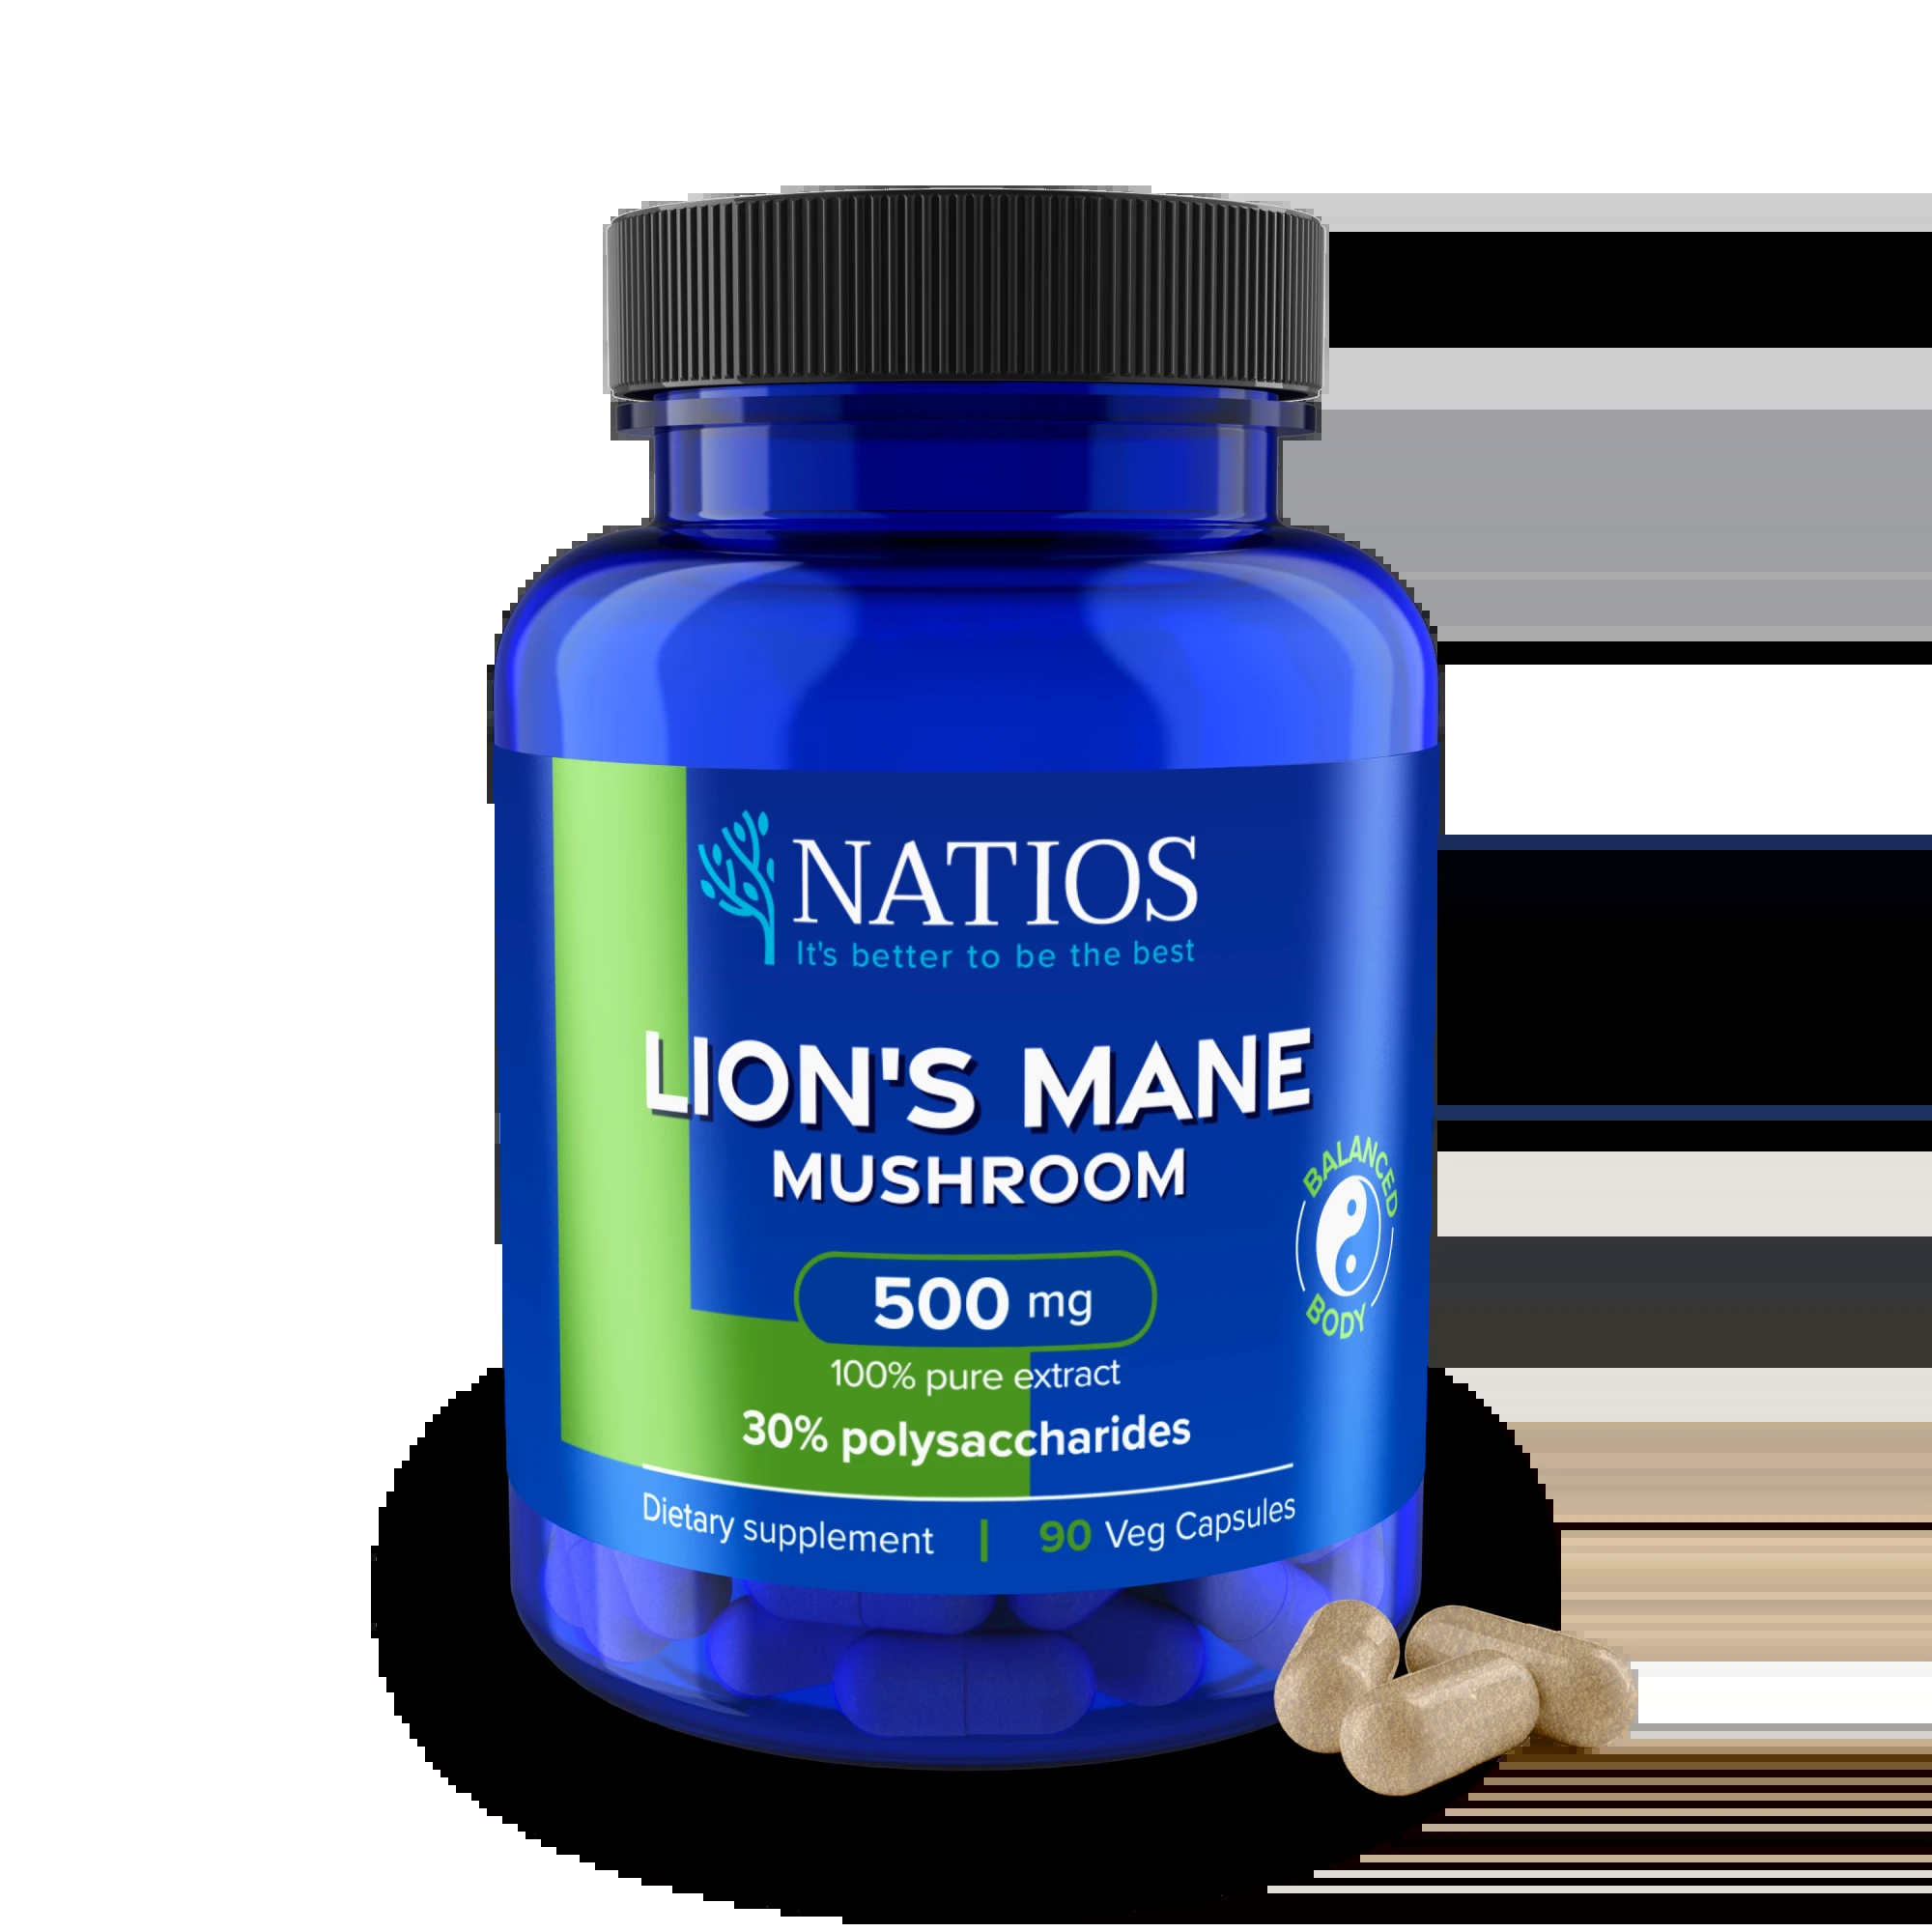 NATIOS
It's better to be the best
LION'S MANE
MUSHROOM
BALANCED
BODY
500 mg
100% pure extract
30% polysaccharides
Dietary supplement | 90 Veg Capsules